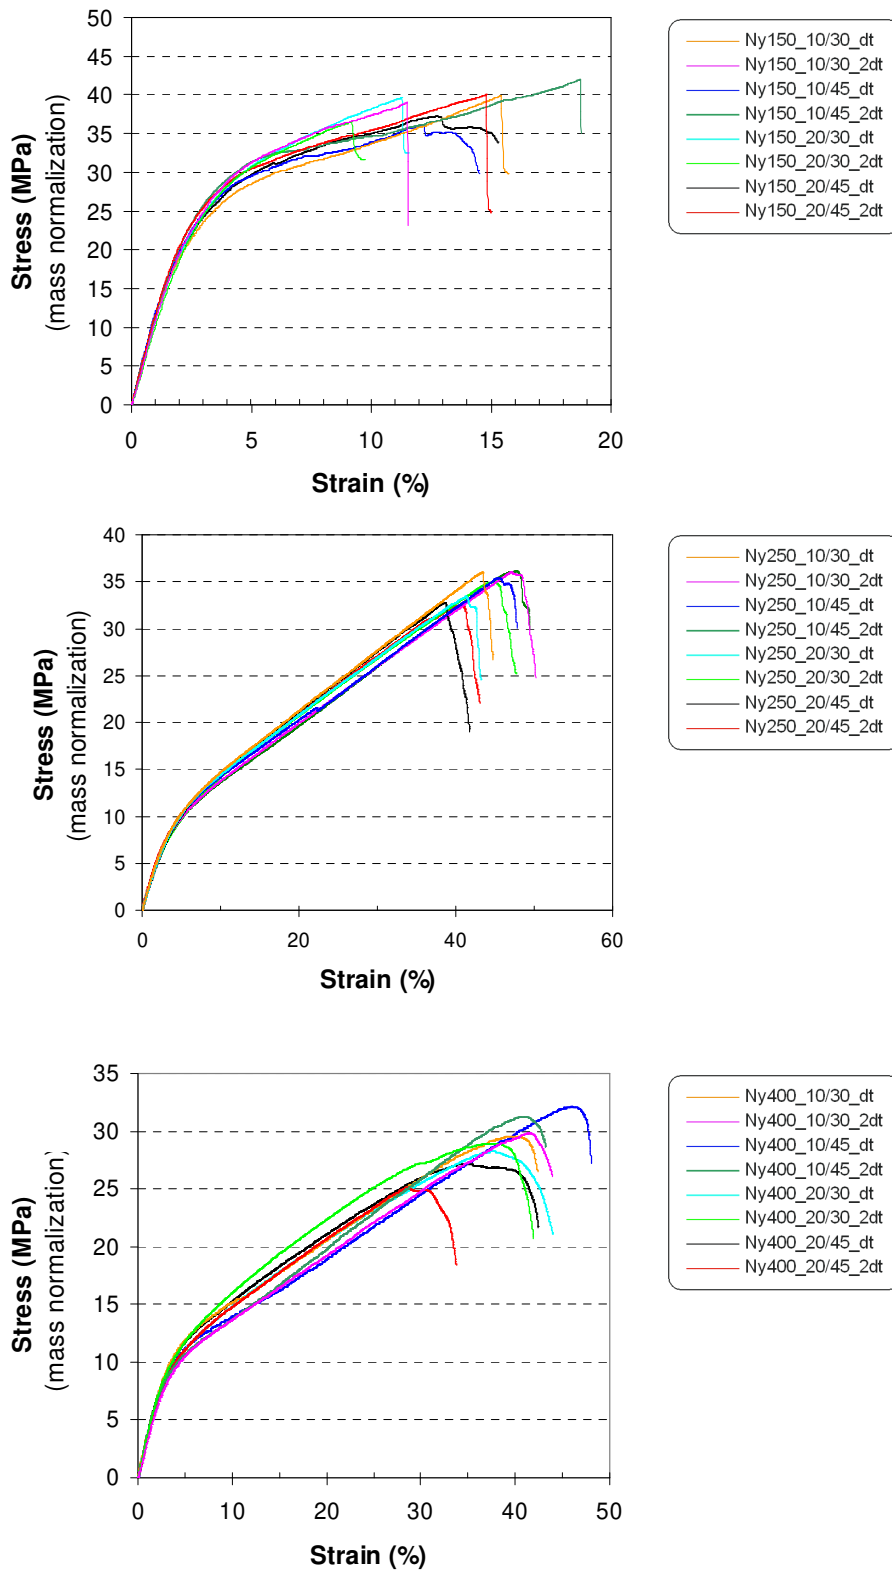 50
45
40
35
30
25
20
15
10
5
0
0 5 10 15 20
Stress (MPa)
(mass normalization)
Strain (%)
Ny150_10/30_dt
Ny150_10/30_2dt
Ny150_10/45_dt
Ny150_10/45_2dt
Ny150_20/30_dt
Ny150_20/30_2dt
Ny150_20/45_dt
Ny150_20/45_2dt
40
35
30
25
20
15
10
5
0
0 20 40 60
Stress (MPa)
(mass normalization)
Strain (%)
Ny250_10/30_dt
Ny250_10/30_2dt
Ny250_10/45_dt
Ny250_10/45_2dt
Ny250_20/30_dt
Ny250_20/30_2dt
Ny250_20/45_dt
Ny250_20/45_2dt
35
30
25
20
15
10
5
0
0 10 20 30 40 50
Stress (MPa)
(mass normalization)
Strain (%)
Ny400_10/30_dt
Ny400_10/30_2dt
Ny400_10/45_dt
Ny400_10/45_2dt
Ny400_20/30_dt
Ny400_20/30_2dt
Ny400_20/45_dt
Ny400_20/45_2dt